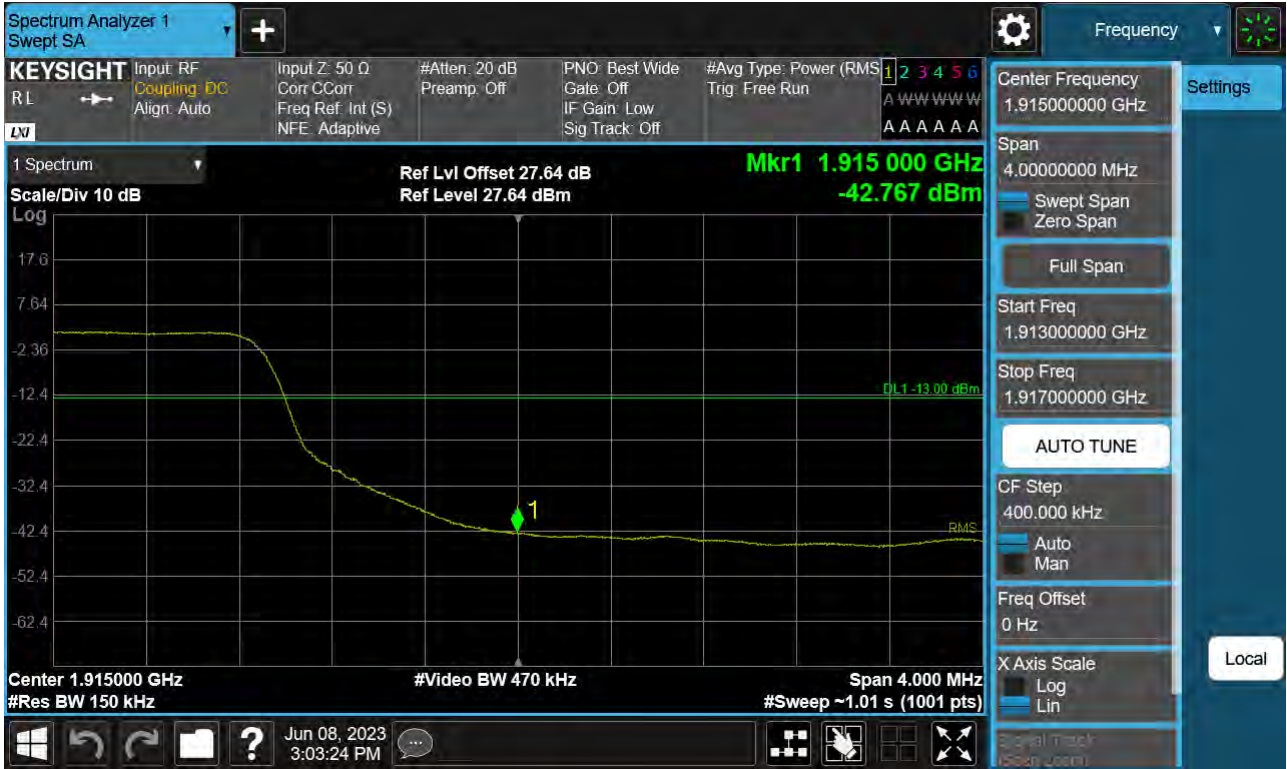 Spectrum Analyzer 1
Swept SA
+
Frequency
KEYSIGHT
R L
LXI
Input: RF
Coupling: DC
Align: Auto
Input Z: 50 Ω
Corr CCorr
Freq Ref: Int (S)
NFE: Adaptive
#Atten: 20 dB
Preamp: Off
PNO: Best Wide
Gate: Off
IF Gain: Low
Sig Track: Off
#Avg Type: Power (RMS
Trig: Free Run
1 2 3 4 5 6
A W W W W W
A A A A A A
1 Spectrum
Scale/Div 10 dB
Log
Ref Lvl Offset 27.64 dB
Ref Level 27.64 dBm
Mkr1 1.915 000 GHz
-42.767 dBm
17.6
7.64
-2.36
-12.4
-22.4
-32.4
-42.4
-52.4
-62.4
DL1 -13.00 dBm
1
RMS
Center 1.915000 GHz
#Video BW 470 kHz
Span 4.000 MHz
#Res BW 150 kHz
#Sweep ~1.01 s (1001 pts)
Center Frequency
1.915000000 GHz
Settings
Span
4.00000000 MHz
Swept Span
Zero Span
Full Span
Start Freq
1.913000000 GHz
Stop Freq
1.917000000 GHz
AUTO TUNE
CF Step
400.000 kHz
Auto
Man
Freq Offset
0 Hz
X Axis Scale
Log
Lin
Local
Signal Track
(Span Zoom)
?
Jun 08, 2023
3:03:24 PM